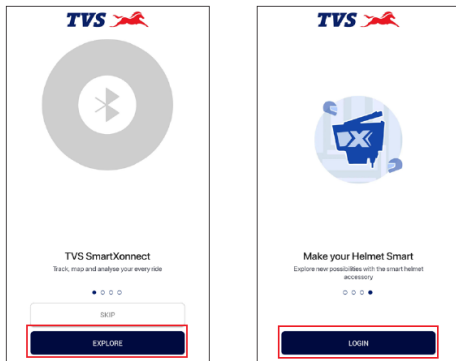 TVS
TVS SmartXonnect
Track, map and analyse your every ride
SKIP
EXPLORE
TVS
Make your Helmet Smart
Explore new possibilities with the smart helmet
accessory
LOGIN